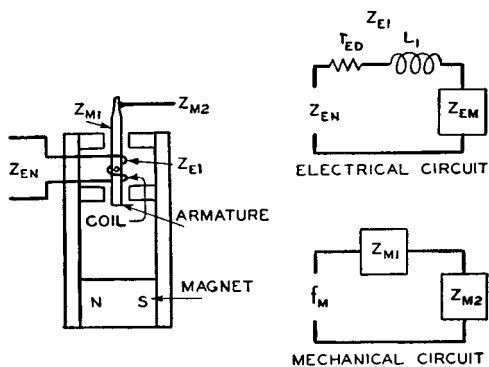 Z_M1
Z_M2
Z_EN
Z_E1
COIL
ARMATURE
MAGNET
N S
Z_E1
r_ED L_1
Z_EN
Z_EM
ELECTRICAL CIRCUIT
Z_M1
f_M
Z_M2
MECHANICAL CIRCUIT